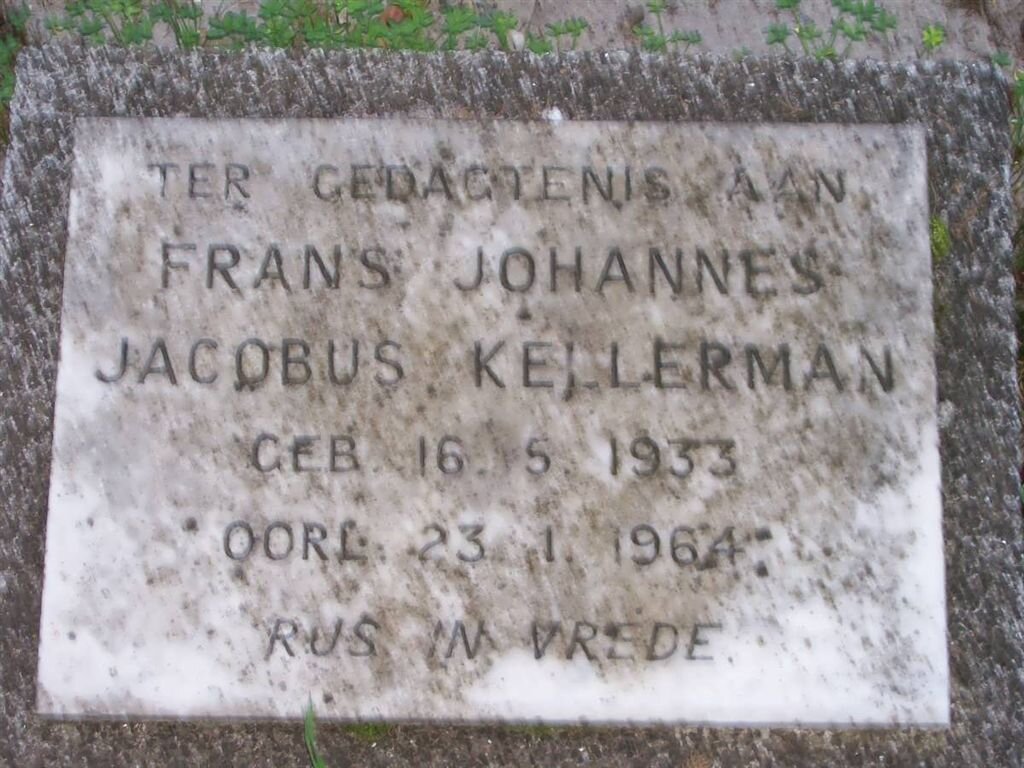 TER GEDAGTENIS AAN
FRANS JOHANNES
JACOBUS KELLERMAN
GEB. 16. 5. 1933
OORL. 23. 1. 1964
RUS IN VREDE